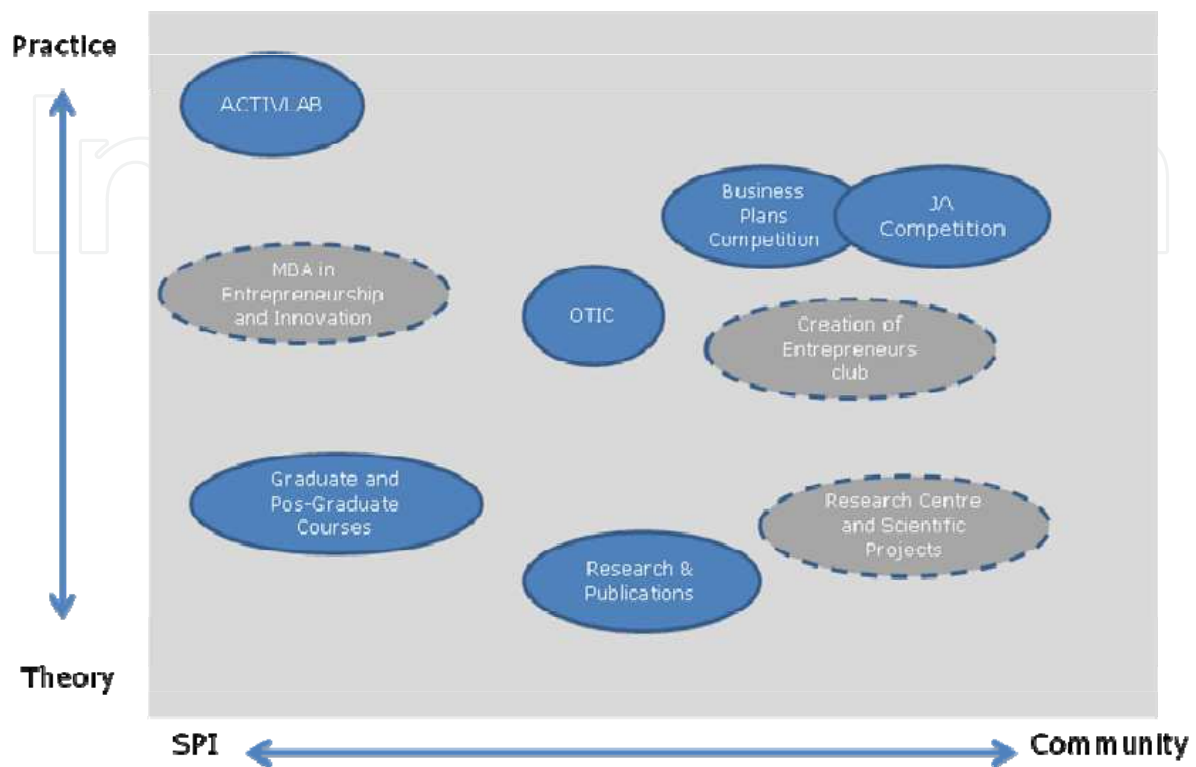 Practice
ACTIVLAB
Business
Plans
Competition
JA
Competition
MBA in
Entrepreneurship
and Innovation
OTIC
Creation of
Entrepreneurs
club
Graduate and
Pos-Graduate
Courses
Research Centre
and Scientific
Projects
Research &
Publications
Theory
SPI
Community